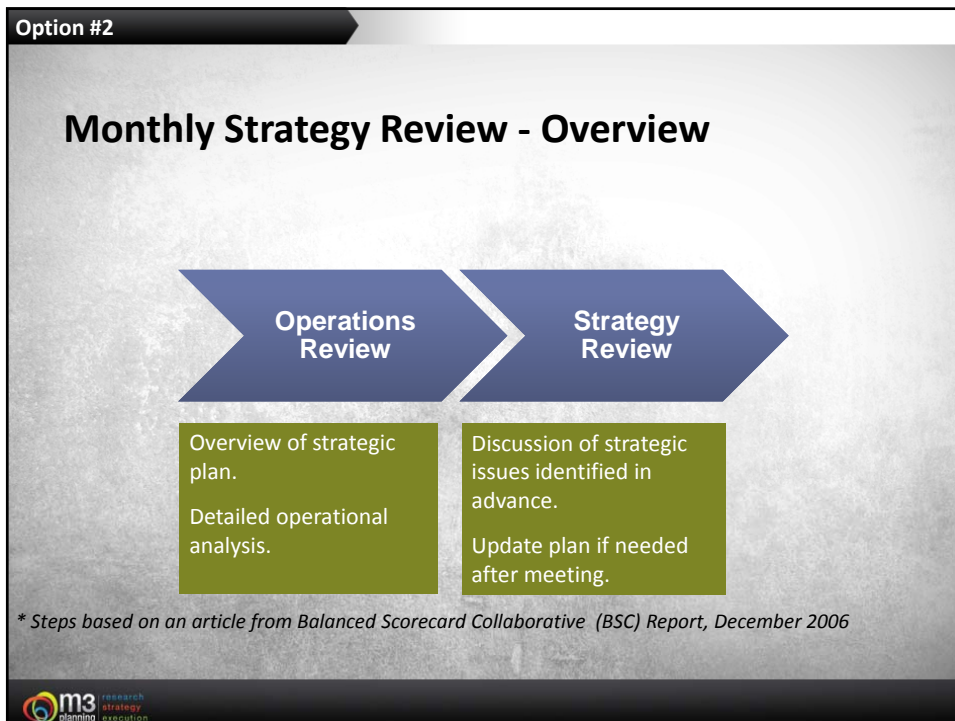 Option #2
Monthly Strategy Review - Overview
Operations
Review
Strategy
Review
Overview of strategic
plan.
Detailed operational
analysis.
Discussion of strategic
issues identified in
advance.
Update plan if needed
after meeting.
* Steps based on an article from Balanced Scorecard Collaborative (BSC) Report, December 2006
m3
planning
research
strategy
execution